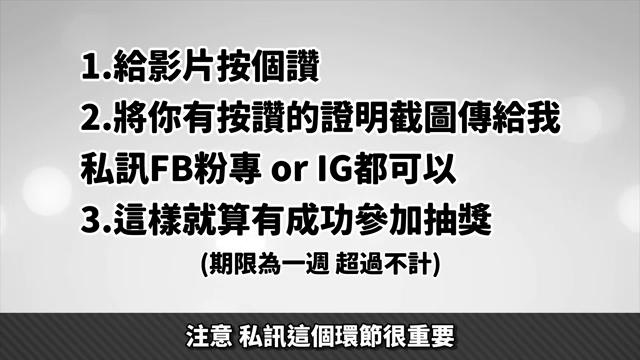 1.給影片按個讚
2.將你有按讚的證明截圖傳給我
私訊FB粉專 or IG都可以
3.這樣就算有成功參加抽獎
(期限為一週 超過不計)
注意 私訊這個環節很重要